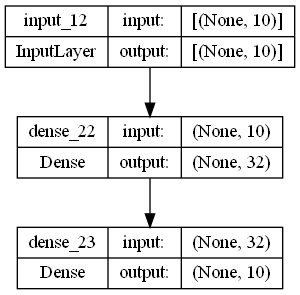 input_12 input: [(None, 10)]
InputLayer output: [(None, 10)]
dense_22 input: (None, 10)
Dense output: (None, 32)
dense_23 input: (None, 32)
Dense output: (None, 10)